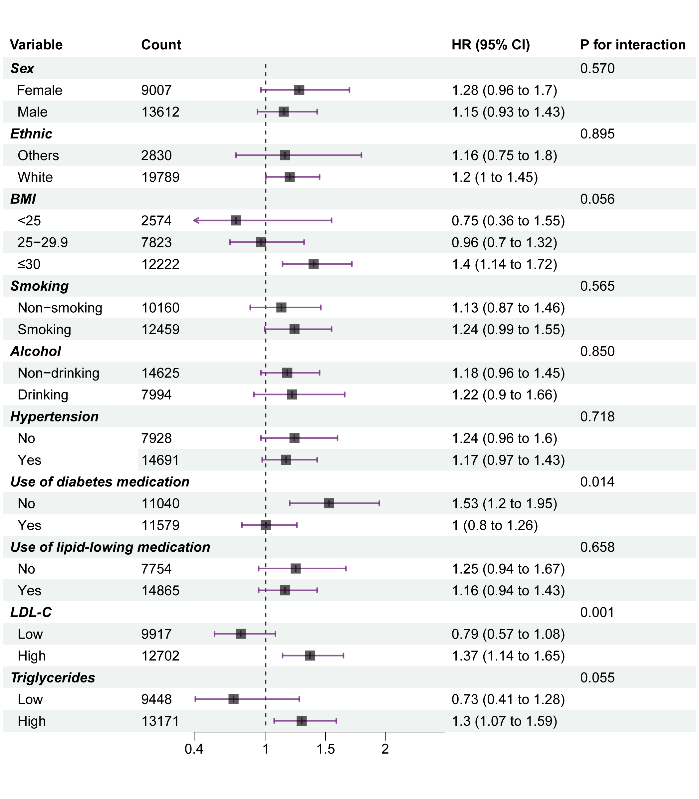 Variable Count HR (95% CI) P for interaction
Sex 0.570
Female 9007 1.28 (0.96 to 1.7)
Male 13612 1.15 (0.93 to 1.43)
Ethnic 0.895
Others 2830 1.16 (0.75 to 1.8)
White 19789 1.2 (1 to 1.45)
BMI 0.056
<25 2574 0.75 (0.36 to 1.55)
25−29.9 7823 0.96 (0.7 to 1.32)
≤30 12222 1.4 (1.14 to 1.72)
Smoking 0.565
Non−smoking 10160 1.13 (0.87 to 1.46)
Smoking 12459 1.24 (0.99 to 1.55)
Alcohol 0.850
Non−drinking 14625 1.18 (0.96 to 1.45)
Drinking 7994 1.22 (0.9 to 1.66)
Hypertension 0.718
No 7928 1.24 (0.96 to 1.6)
Yes 14691 1.17 (0.97 to 1.43)
Use of diabetes medication 0.014
No 11040 1.53 (1.2 to 1.95)
Yes 11579 1 (0.8 to 1.26)
Use of lipid−lowing medication 0.658
No 7754 1.25 (0.94 to 1.67)
Yes 14865 1.16 (0.94 to 1.43)
LDL−C 0.001
Low 9917 0.79 (0.57 to 1.08)
High 12702 1.37 (1.14 to 1.65)
Triglycerides 0.055
Low 9448 0.73 (0.41 to 1.28)
High 13171 1.3 (1.07 to 1.59)
0.4 1 1.5 2